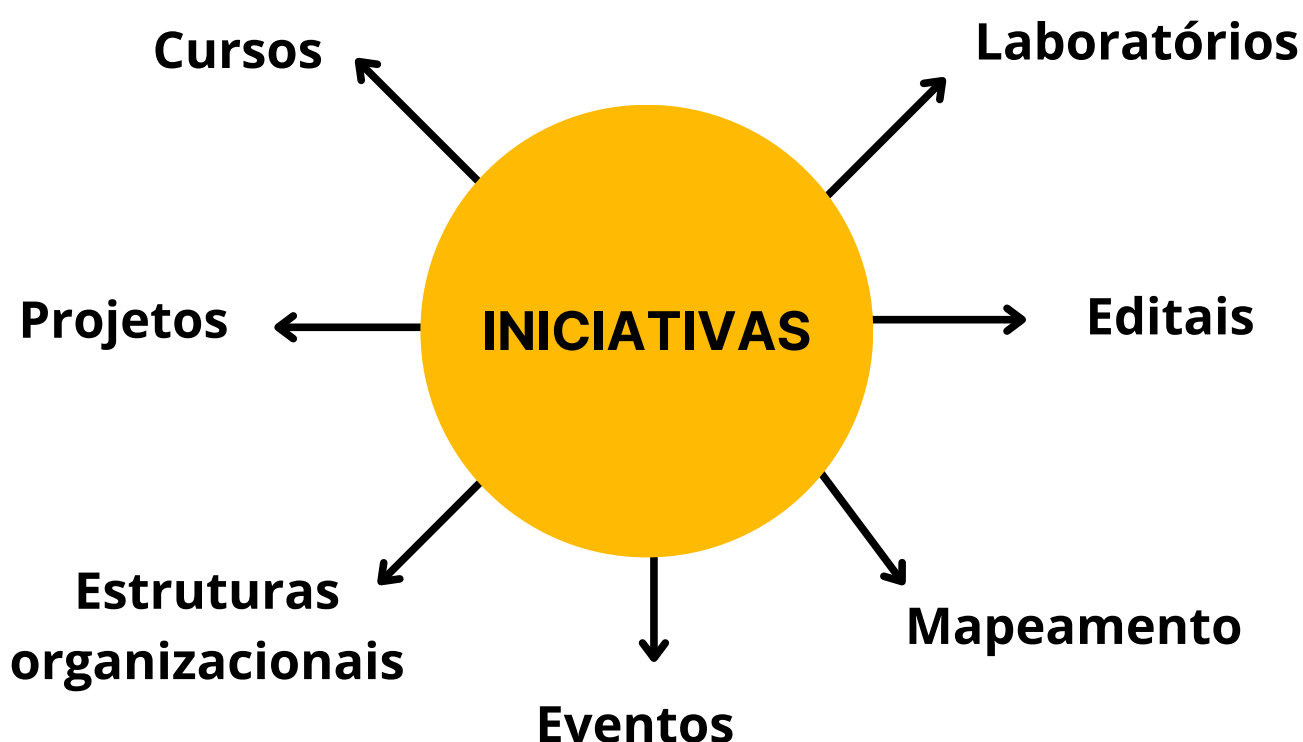 Cursos
Laboratórios
Projetos
INICIATIVAS
Editais
Estruturas
organizacionais
Mapeamento
Eventos